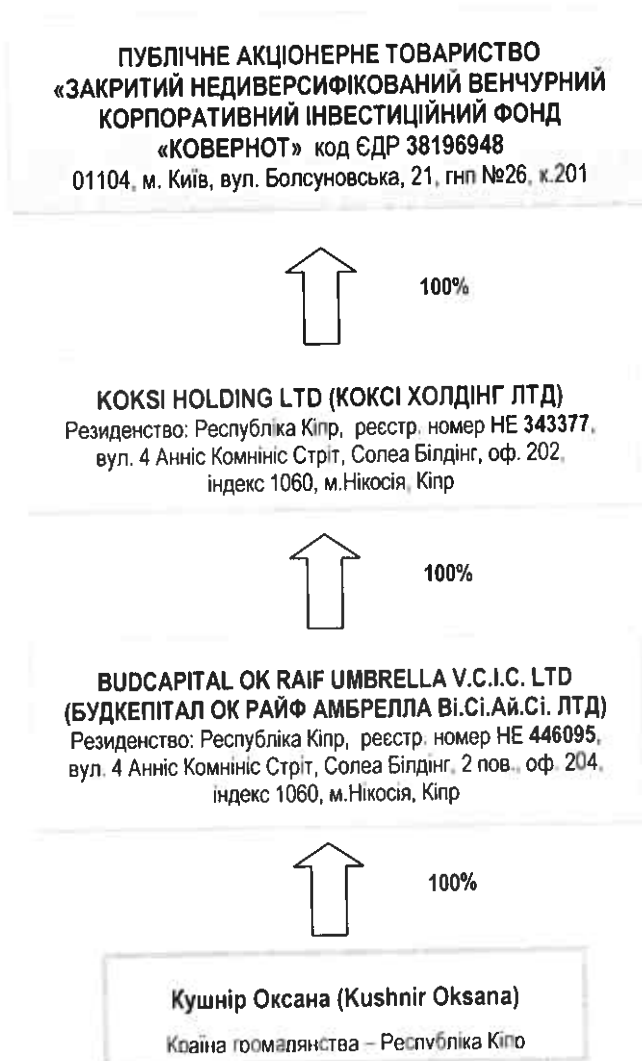 ПУБЛІЧНЕ АКЦІОНЕРНЕ ТОВАРИСТВО
«ЗАКРИТИЙ НЕДИВЕРСИФІКОВАНИЙ ВЕНЧУРНИЙ
КОРПОРАТИВНИЙ ІНВЕСТИЦІЙНИЙ ФОНД
«КОВЕРНОТ» код ЄДР 38196948
01104, м. Київ, вул. Болсуновська, 21, гнп №26, к.201
100%
KOKSI HOLDING LTD (КОКСІ ХОЛДІНГ ЛТД)
Резиденство: Республіка Кіпр, реєстр. номер НЕ 343377,
вул. 4 Анніс Комнініс Стріт, Солеа Білдінг, оф. 202,
індекс 1060, м.Нікосія, Кіпр
100%
BUDCAPITAL OK RAIF UMBRELLA V.C.I.C. LTD
(БУДКЕПІТАЛ ОК РАЙФ АМБРЕЛЛА Ві.Сі.Ай.Сі. ЛТД)
Резиденство: Республіка Кіпр, реєстр. номер НЕ 446095,
вул. 4 Анніс Комнініс Стріт, Солеа Білдінг, 2 пов., оф. 204,
індекс 1060, м.Нікосія, Кіпр
100%
Кушнір Оксана (Kushnir Oksana)
Країна громадянства – Республіка Кіпр